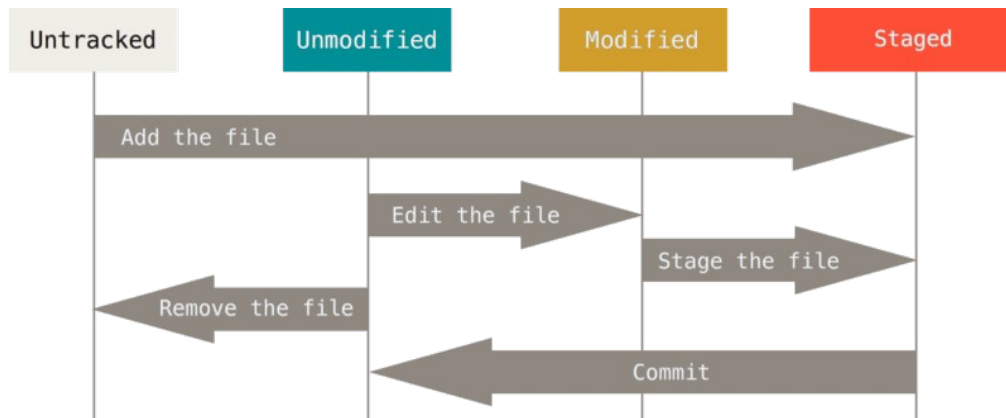 Untracked
Unmodified
Modified
Staged
Add the file
Edit the file
Stage the file
Remove the file
Commit